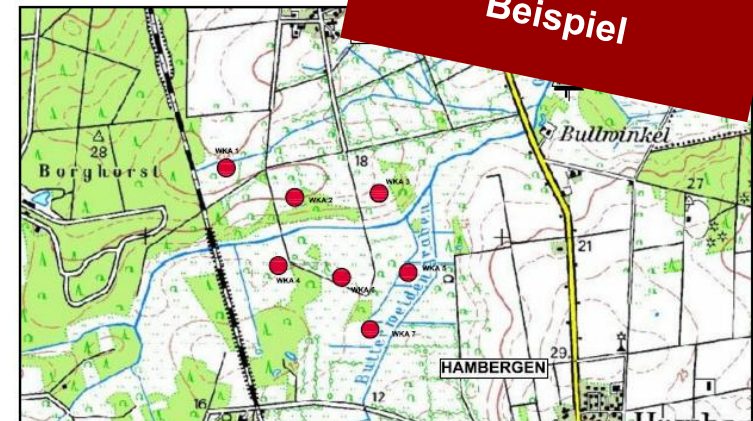 Beispiel
Bullwinkel
28
Borghorst
WKA 1
18
WKA 2
WKA 3
27
21
WKA 4
WKA 5
WKA 6
WKA 7
Butterweidengraben
HAMBERGEN
29
16
12